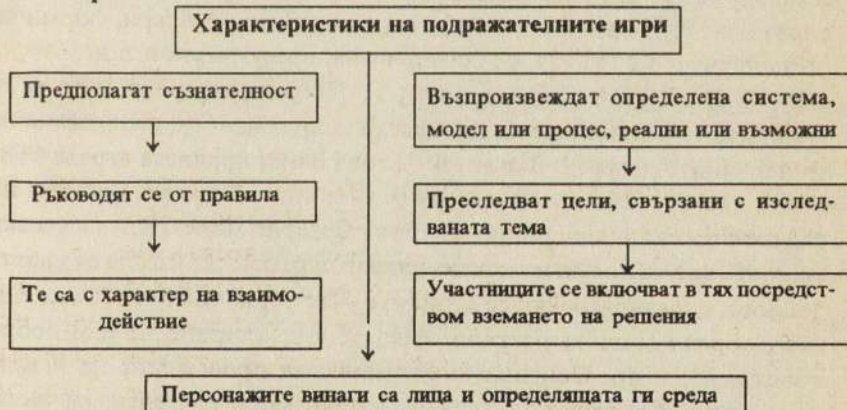 Характеристики на подражателните игри
Предполагат съзнателност
Ръководят се от правила
Те са с характер на взаимо-
действие
Възпроизвеждат определена система,
модел или процес, реални или възможни
Преследват цели, свързани с изслед-
ваната тема
Участниците се включват в тях посредст-
вом вземането на решения
Персонажите винаги са лица и определящата ги среда